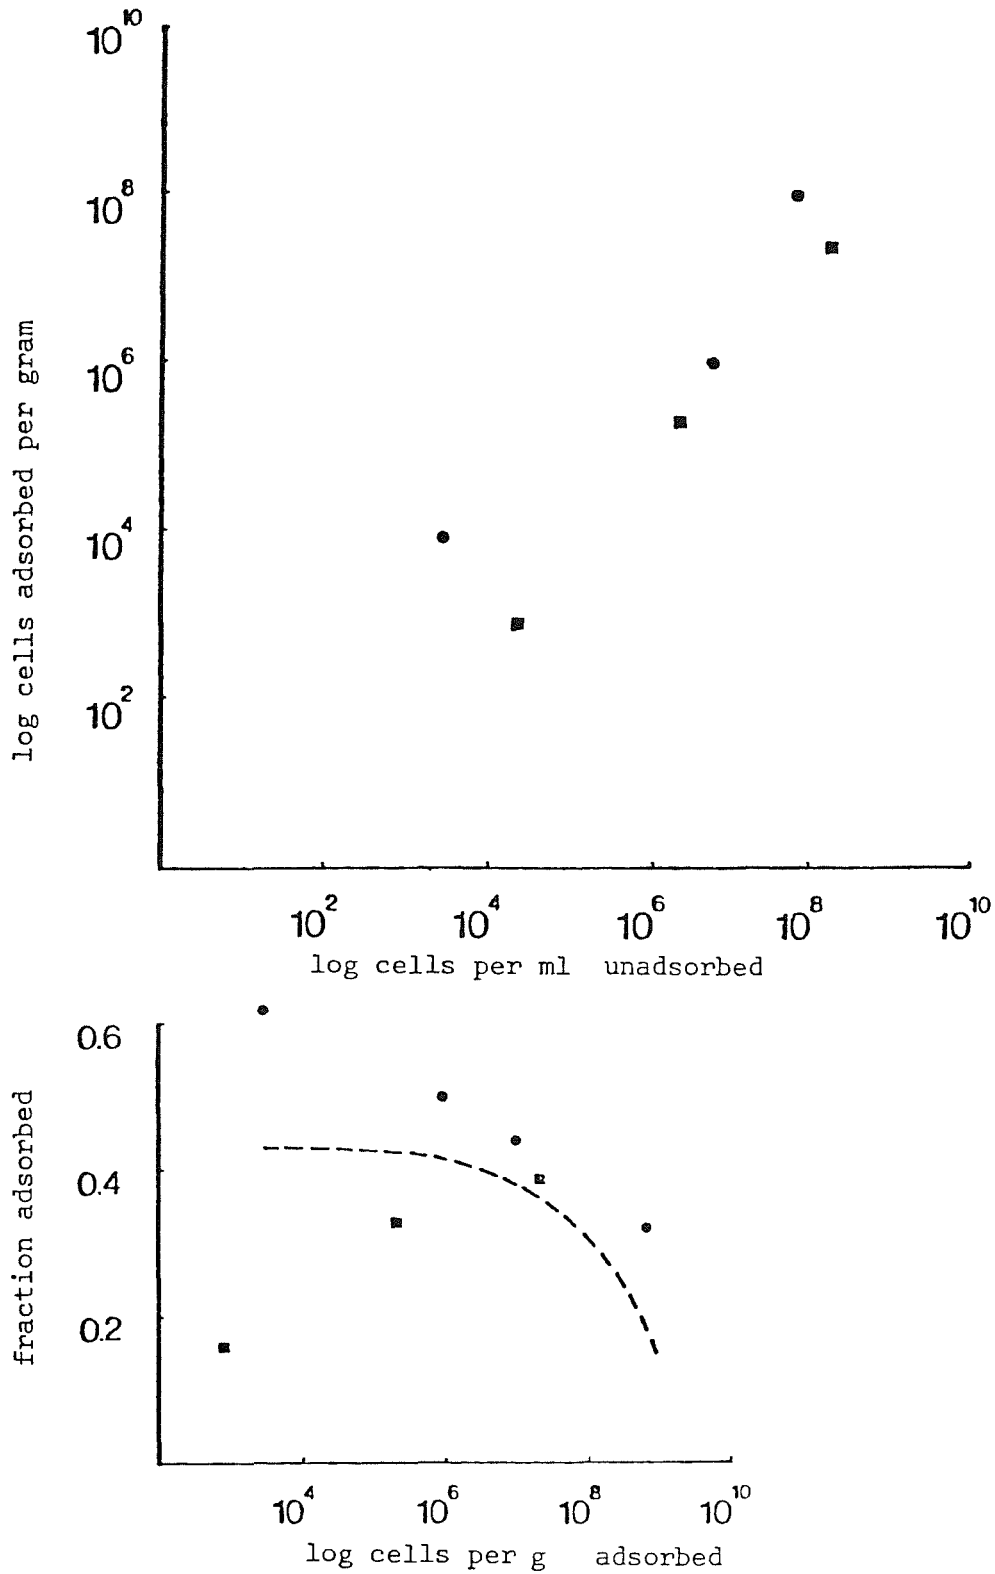 10^10
10^8
10^6
10^4
10^2
log cells adsorbed per gram
10^2 10^4 10^6 10^8 10^10
log cells per ml unadsorbed
0.6
0.4
0.2
fraction adsorbed
10^4 10^6 10^8 10^10
log cells per g adsorbed